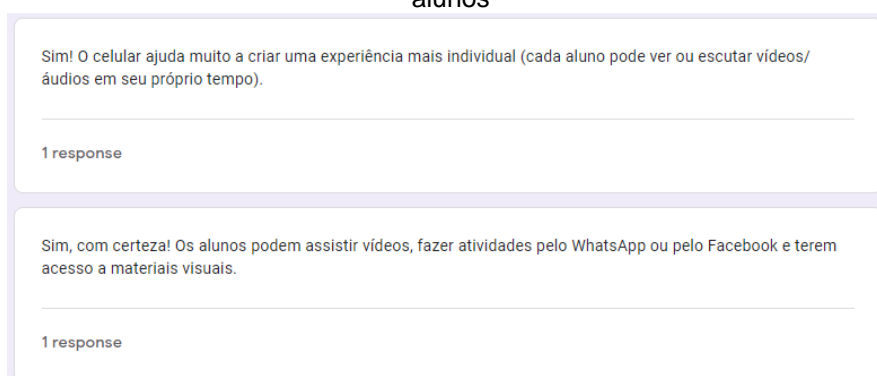 alunos
Sim! O celular ajuda muito a criar uma experiência mais individual (cada aluno pode ver ou escutar vídeos/
áudios em seu próprio tempo).
1 response
Sim, com certeza! Os alunos podem assistir vídeos, fazer atividades pelo WhatsApp ou pelo Facebook e terem
acesso a materiais visuais.
1 response